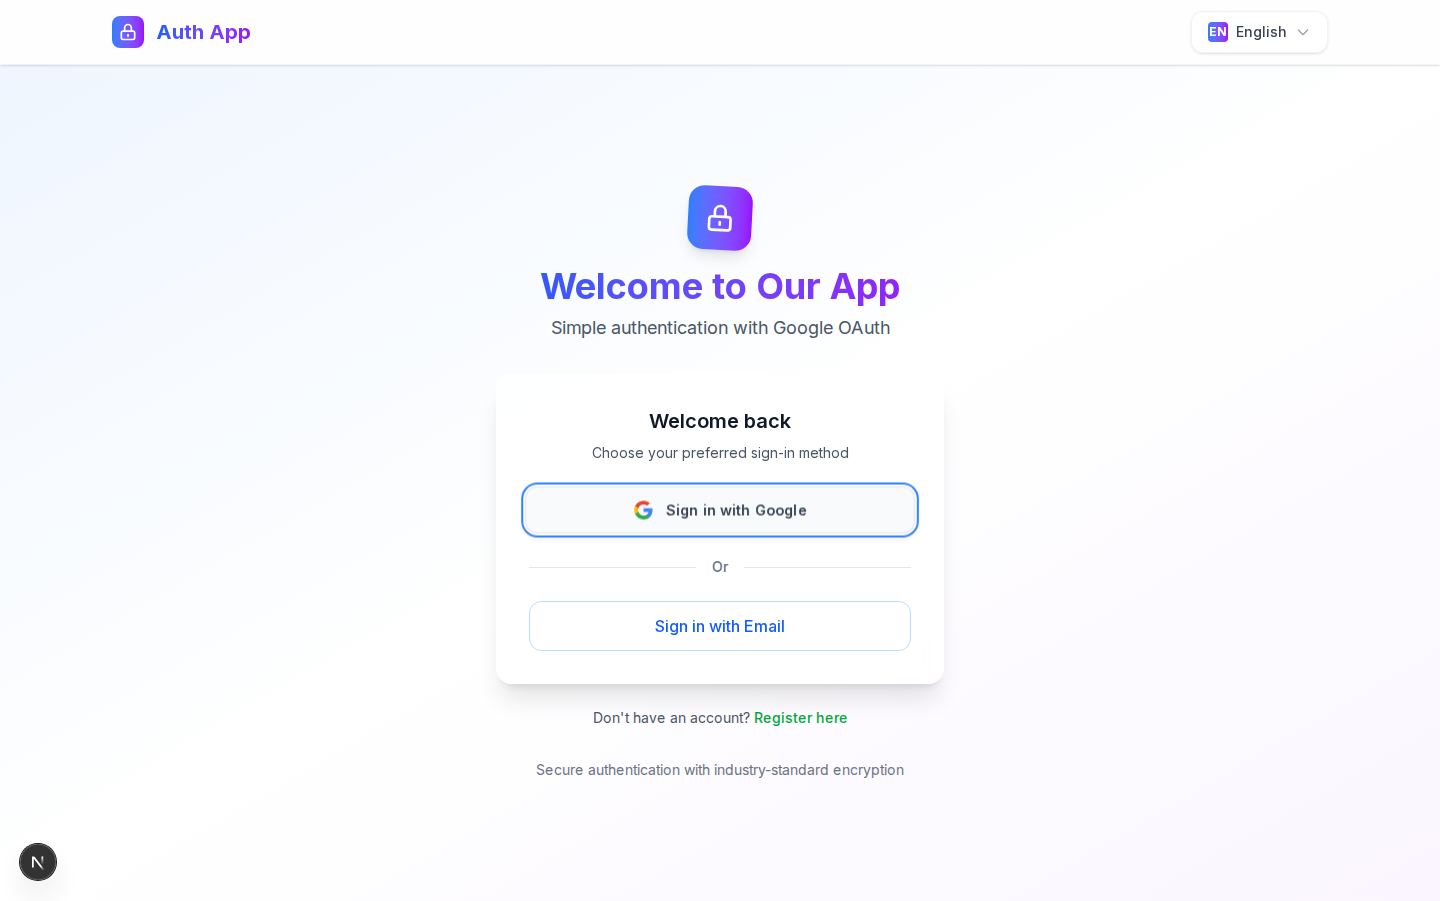 Auth App
EN English
Welcome to Our App
Simple authentication with Google OAuth
Welcome back
Choose your preferred sign-in method
Sign in with Google
Or
Sign in with Email
Don't have an account? Register here
Secure authentication with industry-standard encryption
N